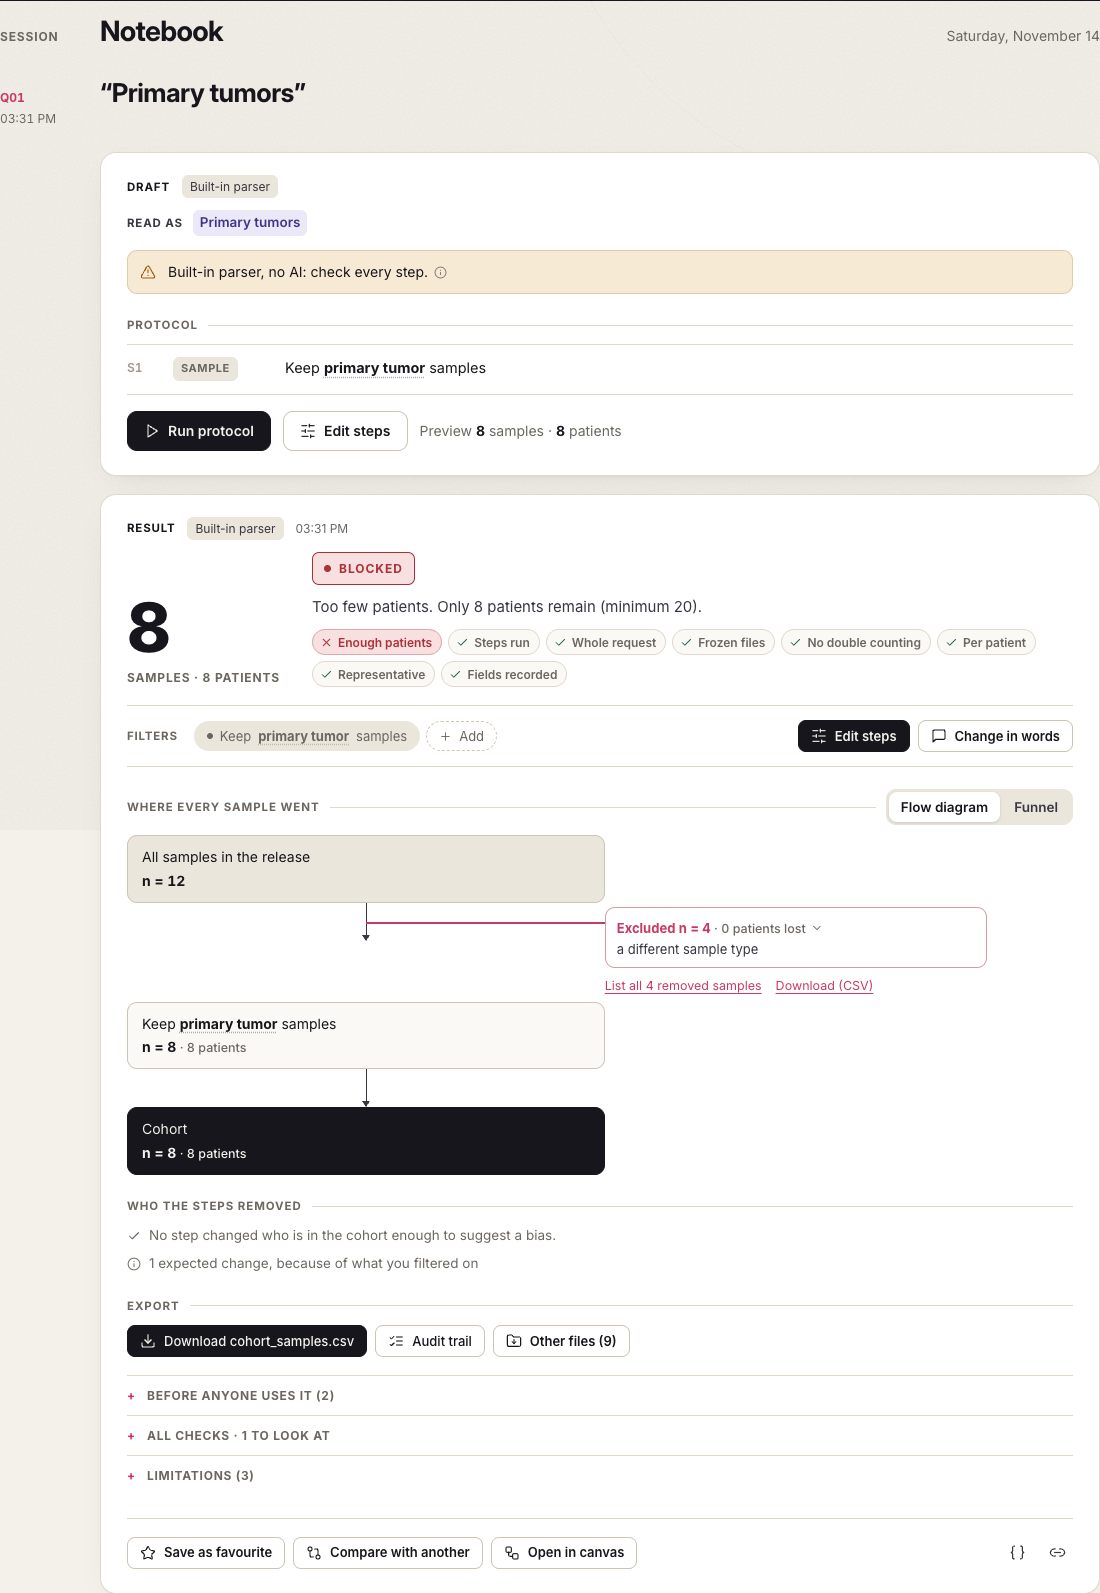 SESSION
Notebook
Saturday, November 14
"Primary tumors"
Q01
03:31 PM
DRAFT Built-in parser
READ AS Primary tumors
Built-in parser, no AI: check every step.
PROTOCOL
S1 SAMPLE Keep primary tumor samples
Run protocol Edit steps Preview 8 samples · 8 patients
RESULT Built-in parser 03:31 PM
BLOCKED
8
Too few patients. Only 8 patients remain (minimum 20).
Enough patients Steps run Whole request Frozen files No double counting Per patient
SAMPLES · 8 PATIENTS
Representative Fields recorded
FILTERS Keep primary tumor samples + Add Edit steps Change in words
WHERE EVERY SAMPLE WENT Flow diagram Funnel
All samples in the release
n = 12
Excluded n = 4 · 0 patients lost
a different sample type
List all 4 removed samples Download (CSV)
Keep primary tumor samples
n = 8 · 8 patients
Cohort
n = 8 · 8 patients
WHO THE STEPS REMOVED
No step changed who is in the cohort enough to suggest a bias.
1 expected change, because of what you filtered on
EXPORT
Download cohort_samples.csv Audit trail Other files (9)
+ BEFORE ANYONE USES IT (2)
+ ALL CHECKS · 1 TO LOOK AT
+ LIMITATIONS (3)
Save as favourite Compare with another Open in canvas { }